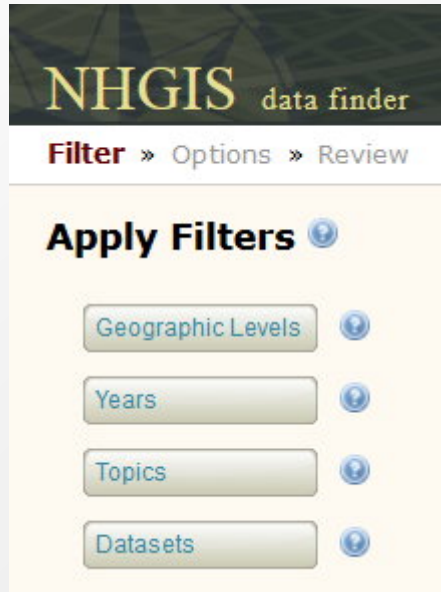 NHGIS data finder
Filter » Options » Review
Apply Filters ?
Geographic Levels ?
Years ?
Topics ?
Datasets ?